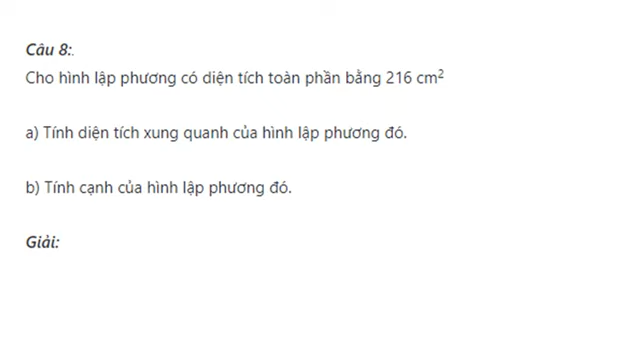 Câu 8:.
Cho hình lập phương có diện tích toàn phần bằng 216 cm²
a) Tính diện tích xung quanh của hình lập phương đó.
b) Tính cạnh của hình lập phương đó.
Giải: